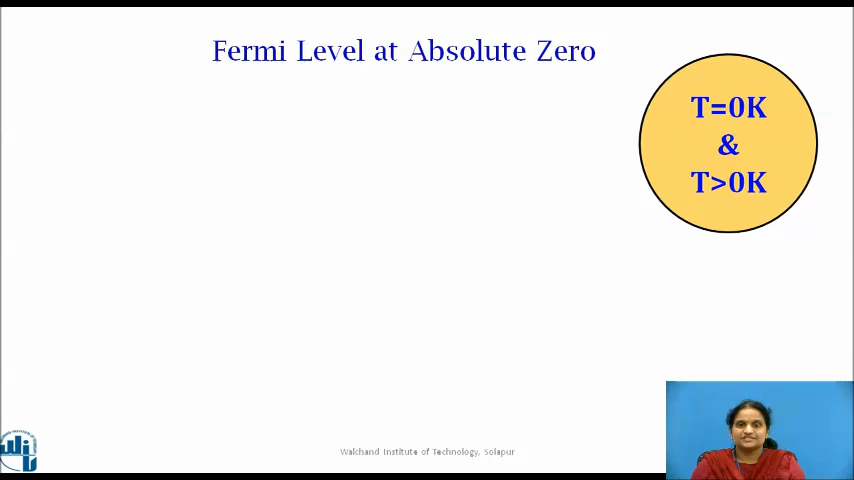 Fermi Level at Absolute Zero
T=0K
&
T>0K
Walchand Institute of Technology, Solapur